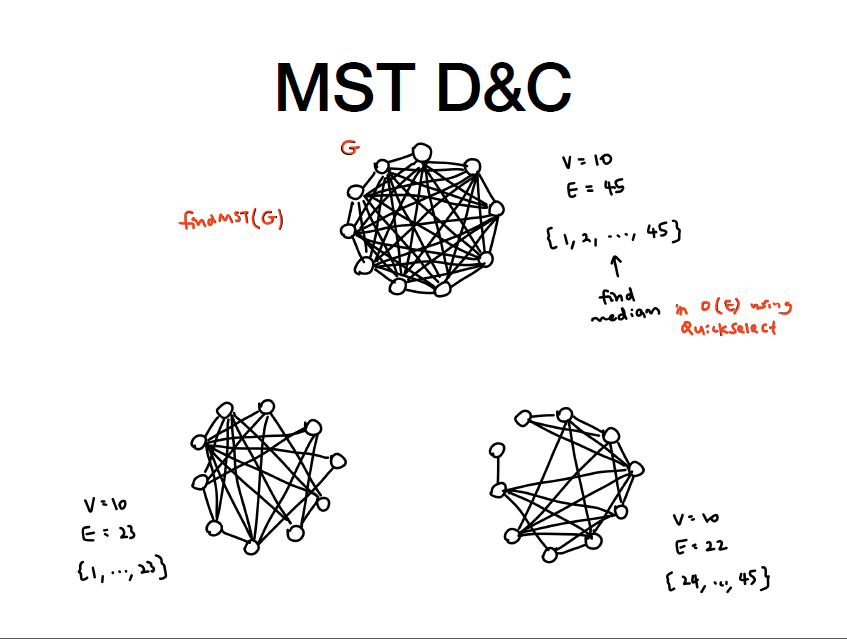 MST D&C
G
V = 10
E = 45
findMST(G)
{1, 2, ..., 45}
↑
find
median
in O(E) using
Quickselect
V = 10
E = 23
{1, ..., 23}
V = 10
E = 22
{24, ..., 45}